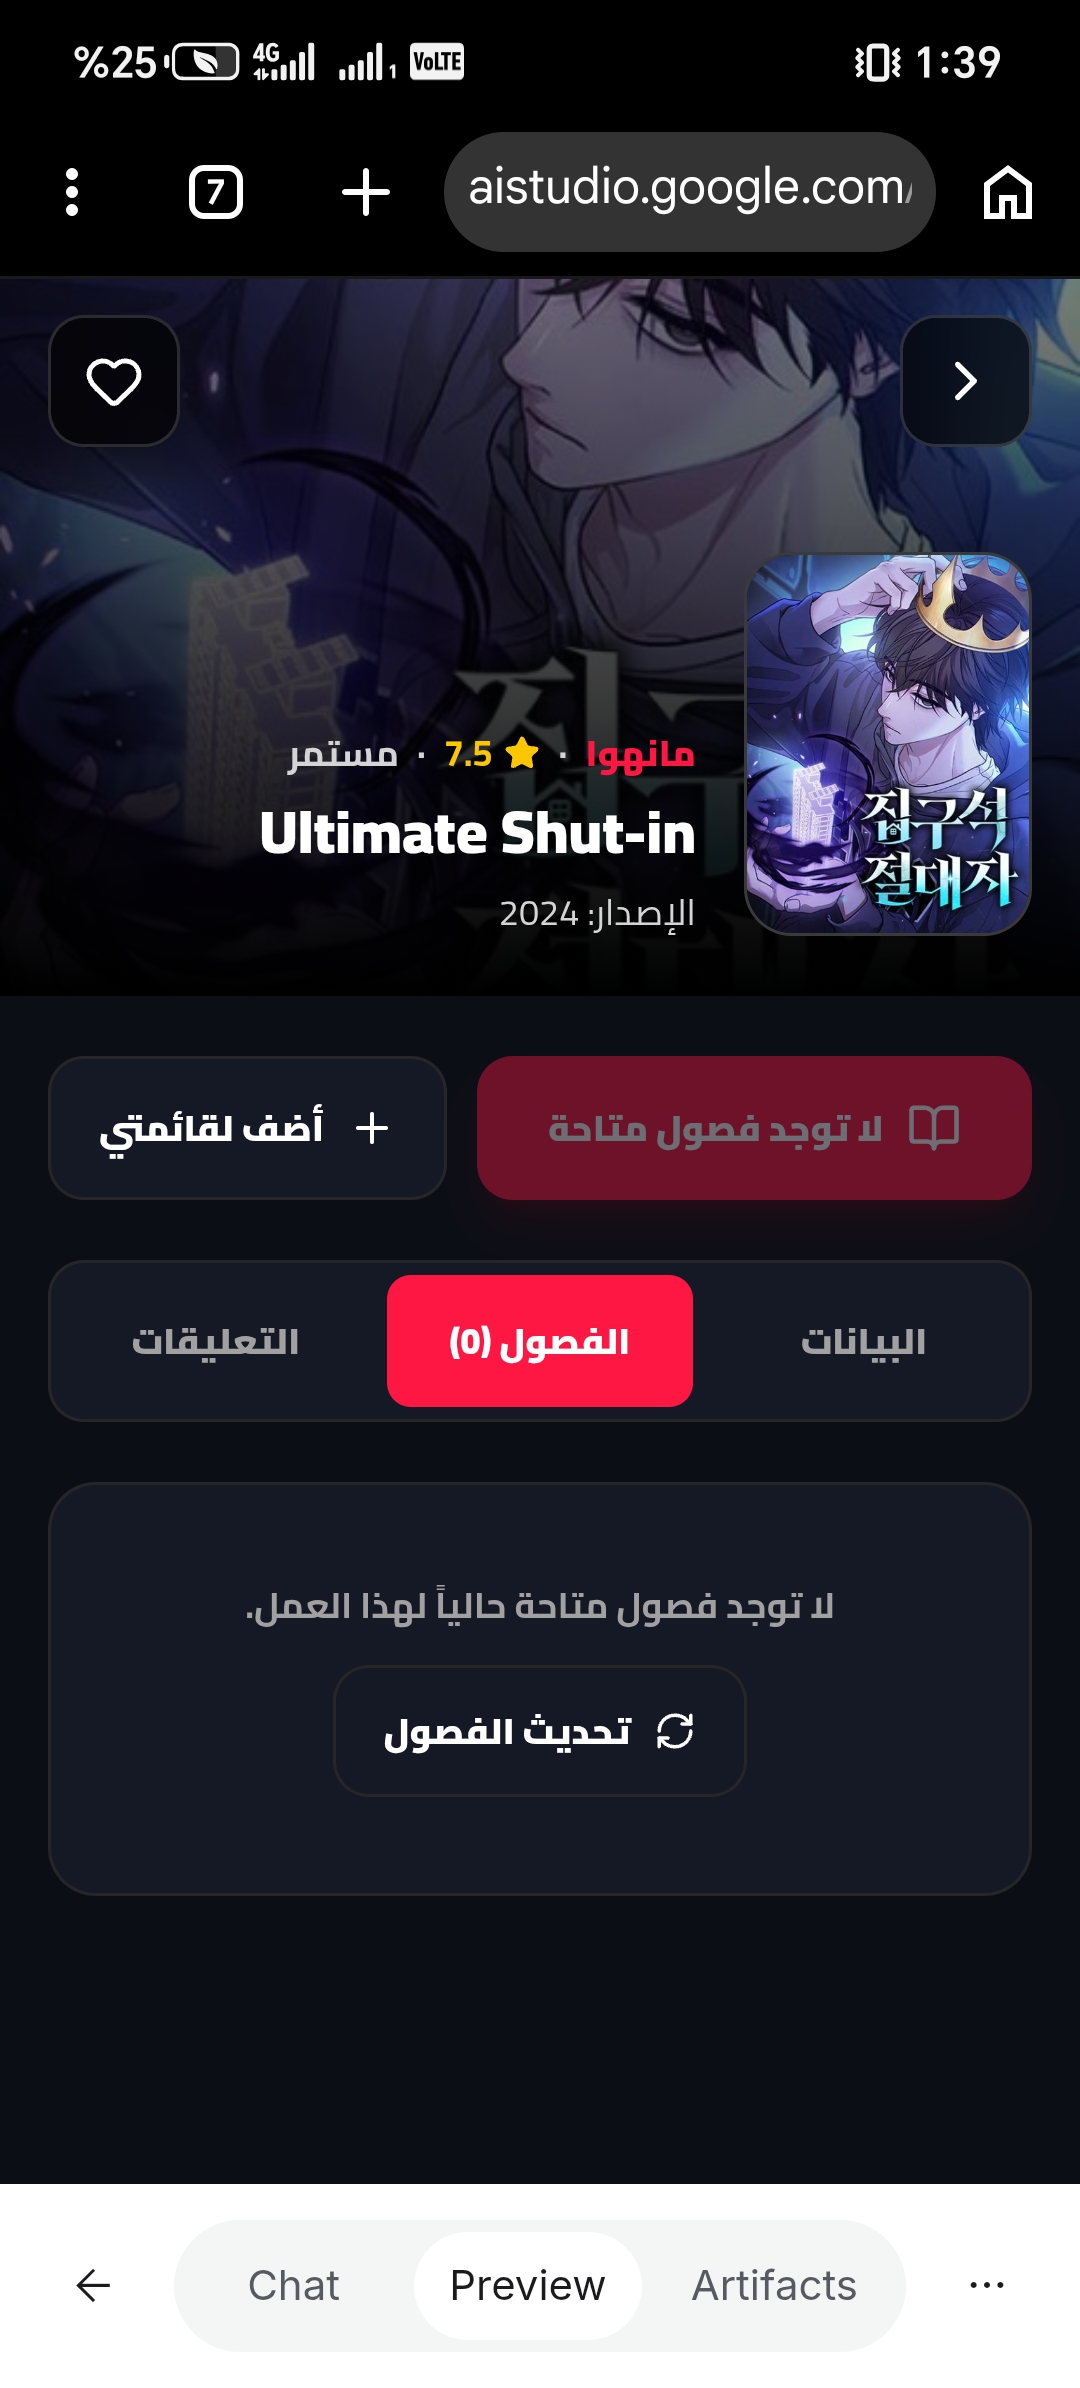 %25 4G 1 VoLTE 1:39
7 aistudio.google.com/
مانهوا · 7.5 · مستمر
Ultimate Shut-in
الإصدار: 2024
집구석
절대자
لا توجد فصول متاحة
أضف لقائمتي
البيانات
الفصول (0)
التعليقات
لا توجد فصول متاحة حالياً لهذا العمل.
تحديث الفصول
Chat
Preview
Artifacts